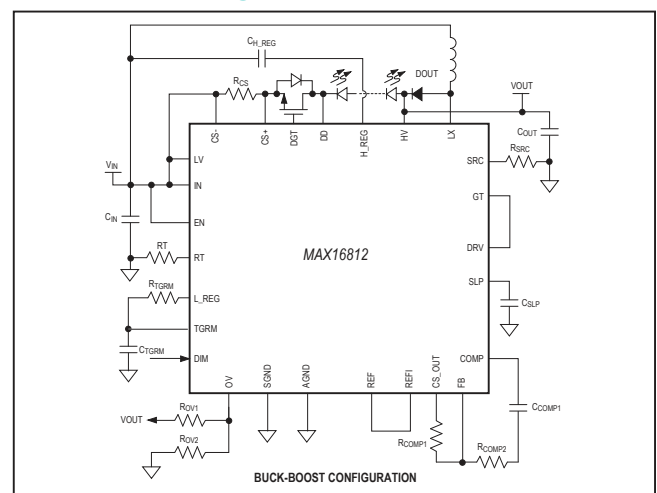 CH_REG
RCS
DOUT
VOUT
COUT
CS-
CS+
DGT
DD
H_REG
HV
LX
RSRC
SRC
VIN
LV
IN
GT
CIN
EN
MAX16812
DRV
RT
RT
SLP
CSLP
RTGRM
L_REG
TGRM
COMP
CTGRM
DIM
OV
SGND
AGND
REF
REFI
CS_OUT
FB
CCOMP1
VOUT
ROV1
ROV2
RCOMP1
RCOMP2
BUCK-BOOST CONFIGURATION